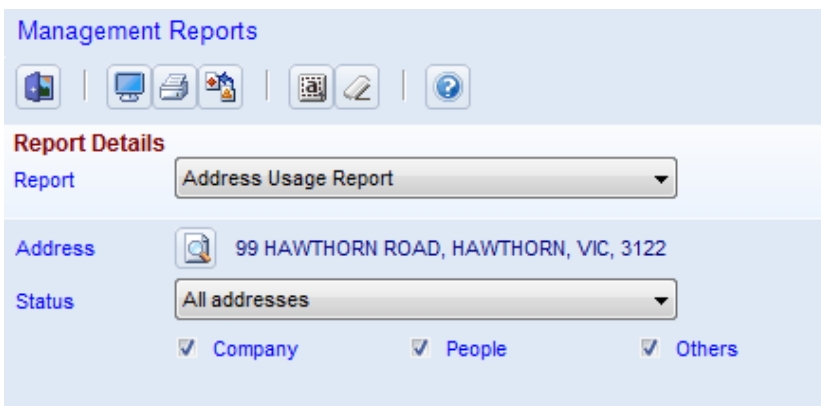 Management Reports
Report Details
Report Address Usage Report
Address 99 HAWTHORN ROAD, HAWTHORN, VIC, 3122
Status All addresses
Company People Others